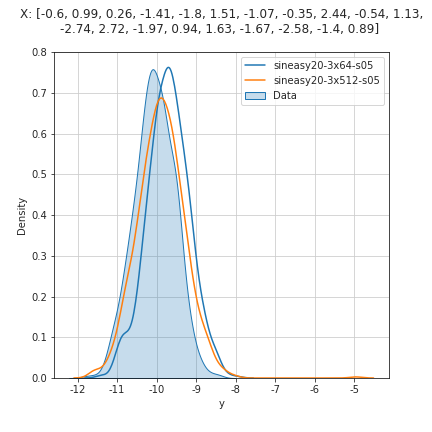 X: [-0.6, 0.99, 0.26, -1.41, -1.8, 1.51, -1.07, -0.35, 2.44, -0.54, 1.13,
-2.74, 2.72, -1.97, 0.94, 1.63, -1.67, -2.58, -1.4, 0.89]
sineasy20-3x64-s05
sineasy20-3x512-s05
Data
0.8
0.7
0.6
0.5
0.4
0.3
0.2
0.1
0.0
Density
-12 -11 -10 -9 -8 -7 -6 -5
y